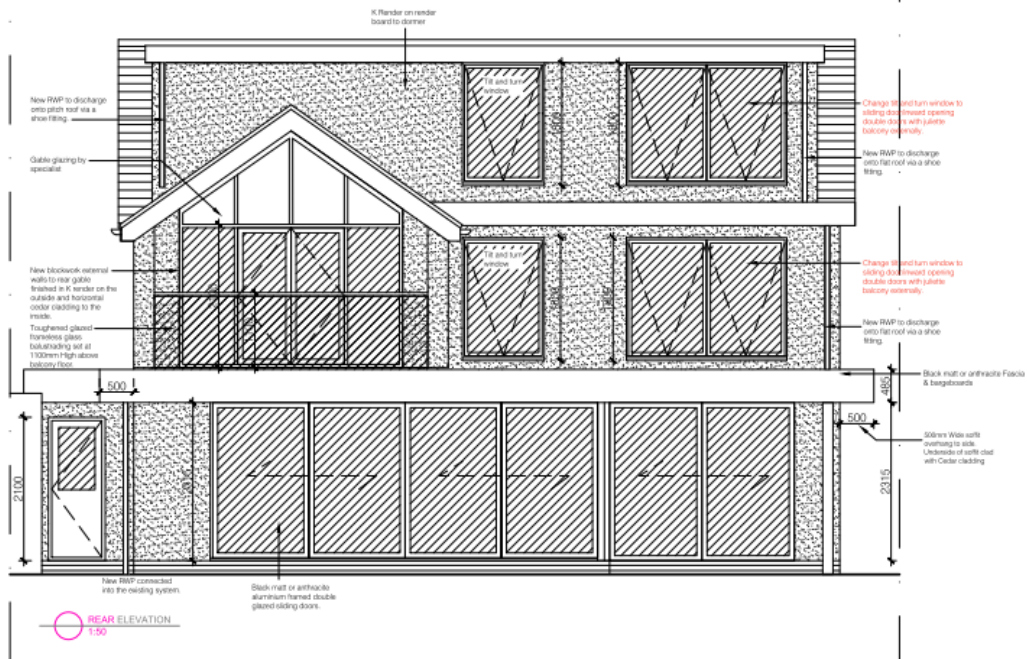 K Render on render
board to dormer
New RWP to discharge
onto pitch roof via a
shoe fitting.
Gable glazing by
specialist
New blockwork external
walls to rear gable
finished in K render on the
outside and horizontal
cedar cladding to the
inside.
Toughened glazed
frameless glass
balustrading set at
1100mm High above
balcony floor.
Tilt and turn
window
Change tilt and turn window to
sliding door/inward opening
double doors with juliette
balcony externally.
New RWP to discharge
onto flat roof via a shoe
fitting.
Tilt and turn
window
Change tilt and turn window to
sliding door/inward opening
double doors with juliette
balcony externally.
New RWP to discharge
onto flat roof via a shoe
fitting.
Black matt or anthracite Fascia
& bargeboards
485
500
500
500mm Wide soffit
overhang to side.
Underside of soffit clad
with Cedar cladding
2100
2315
New RWP connected
into the existing system.
Black matt or anthracite
aluminium framed double
glazed sliding doors.
REAR ELEVATION
1:50